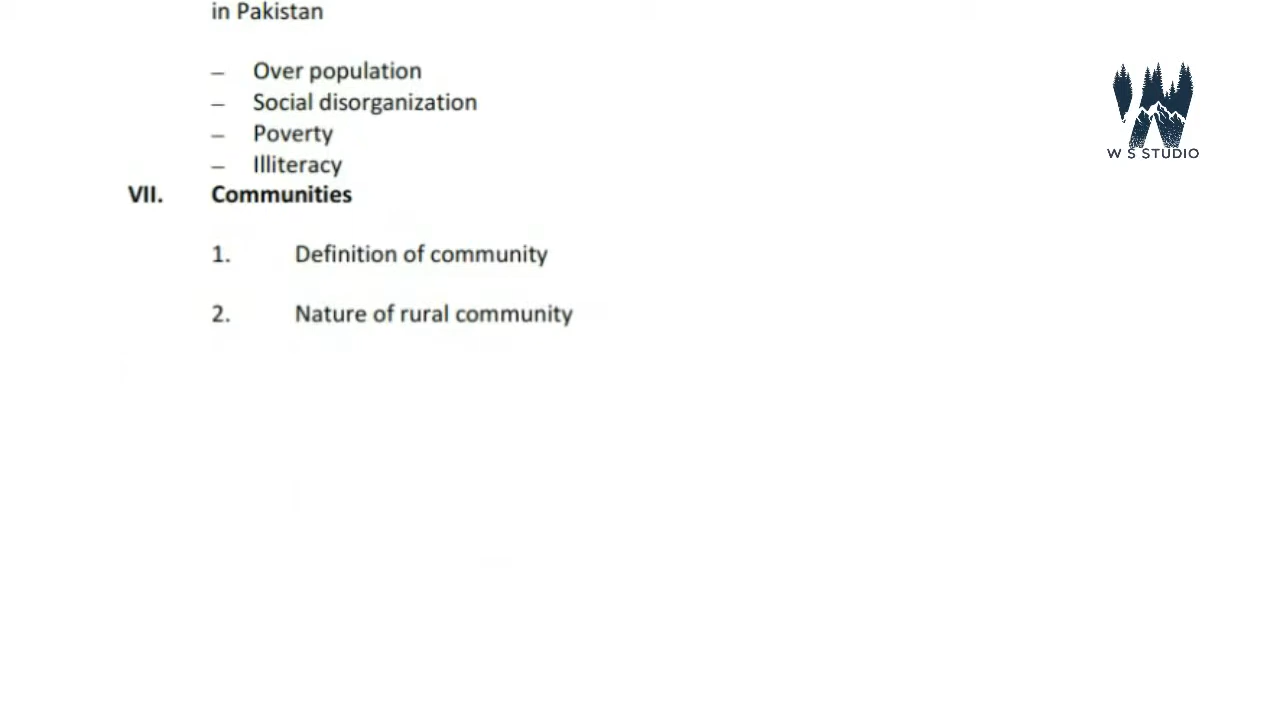 in Pakistan
– Over population
– Social disorganization
– Poverty
– Illiteracy
VII. Communities
1. Definition of community
2. Nature of rural community
W S STUDIO